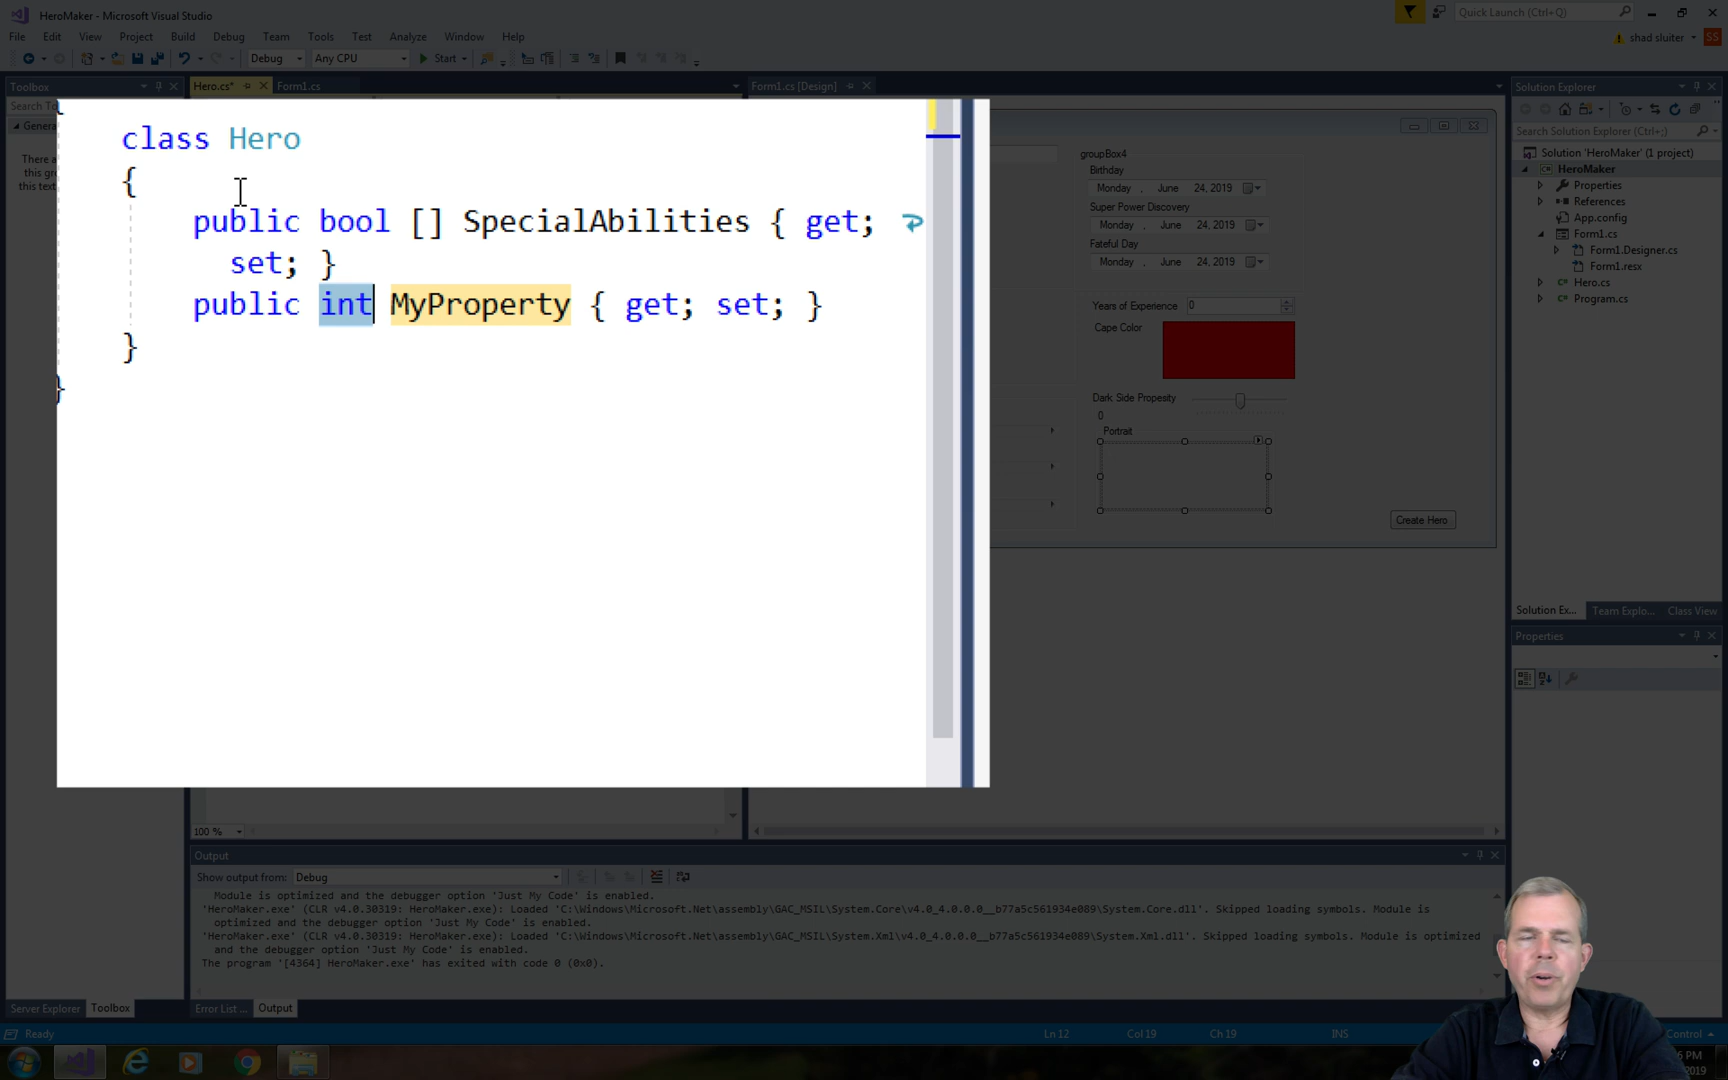 HeroMaker - Microsoft Visual Studio
Quick Launch (Ctrl+Q)
File Edit View Project Build Debug Team Tools Test Analyze Window Help
shad sluiter SS
Debug Any CPU Start
Toolbox
Hero.cs* Form1.cs
Form1.cs [Design]
Solution Explorer
Search Solution Explorer (Ctrl+;)
Solution 'HeroMaker' (1 project)
HeroMaker
Properties
References
App.config
Form1.cs
Form1.Designer.cs
Form1.resx
Hero.cs
Program.cs
class Hero
{
public bool [] SpecialAbilities { get;
set; }
public int MyProperty { get; set; }
}
}
groupBox4
Birthday
Monday , June 24, 2019
Super Power Discovery
Monday , June 24, 2019
Fateful Day
Monday , June 24, 2019
Years of Experience 0
Cape Color
Dark Side Propesity
0
Portrait
Create Hero
Solution Ex... Team Explo... Class View
Properties
100 %
Output
Show output from: Debug
Module is optimized and the debugger option 'Just My Code' is enabled.
'HeroMaker.exe' (CLR v4.0.30319: HeroMaker.exe): Loaded 'C:\Windows\Microsoft.Net\assembly\GAC_MSIL\System.Core\v4.0_4.0.0.0__b77a5c561934e089\System.Core.dll'. Skipped loading symbols. Module is
optimized and the debugger option 'Just My Code' is enabled.
'HeroMaker.exe' (CLR v4.0.30319: HeroMaker.exe): Loaded 'C:\Windows\Microsoft.Net\assembly\GAC_MSIL\System.Xml\v4.0_4.0.0.0__b77a5c561934e089\System.Xml.dll'. Skipped loading symbols. Module is optimized
and the debugger option 'Just My Code' is enabled.
The program '[4364] HeroMaker.exe' has exited with code 0 (0x0).
Server Explorer Toolbox
Error List ... Output
Ready
Ln 12 Col 19 Ch 19 INS
Control